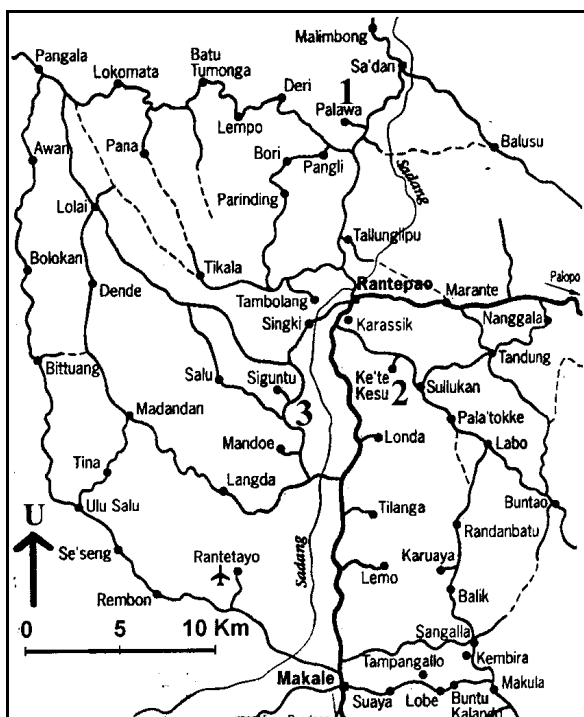 Malimbong
Pangala
Lokomata
Batu
Tumonga
Deri
Sa'dan
1
Palawa
Lempo
Awan
Pana
Bori
Pangli
Balusu
Sadang
Parinding
Lolai
Tallunglipu
Bolokan
Tikala
Dende
Tambolang
Rantepao
Marante
Palopo
Singki
Karassik
Nanggala
Bittuang
Salu
Siguntu
Ke'te
Kesu
2
Tandung
Sullukan
3
Madandan
Pala'tokke
Mandoe
Londa
Labo
Tina
Langda
U
Ulu Salu
Tilanga
Buntao
Randanbatu
Se'seng
Rantetayo
Sadang
Lemo
Karuaya
Rembon
Balik
0 5 10 Km
Sangalla
Tampangallo
Kembira
Makale
Suaya
Lobe
Buntu
Kalando
Makula